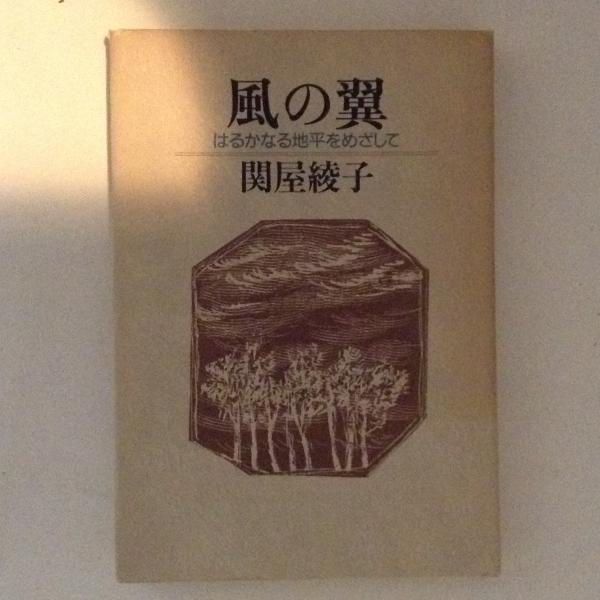 風の翼
はるかなる地平をめざして
関屋綾子